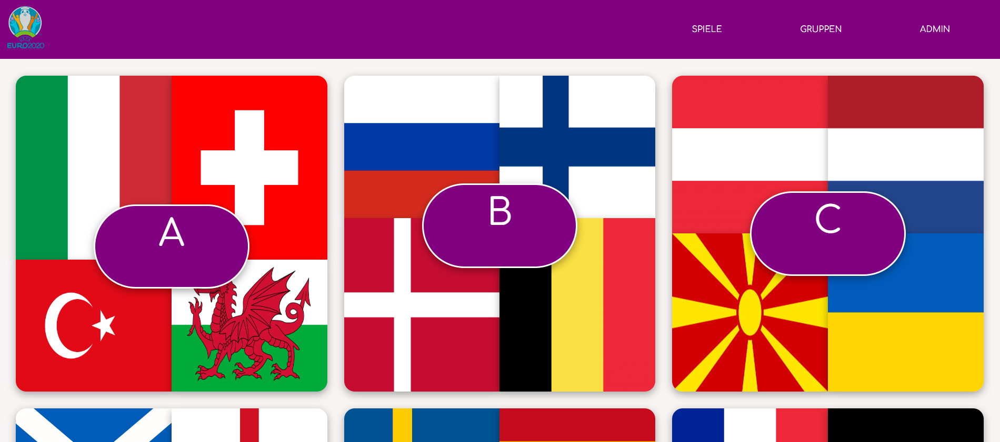 EURO2020
SPIELE
GRUPPEN
ADMIN
A
B
C